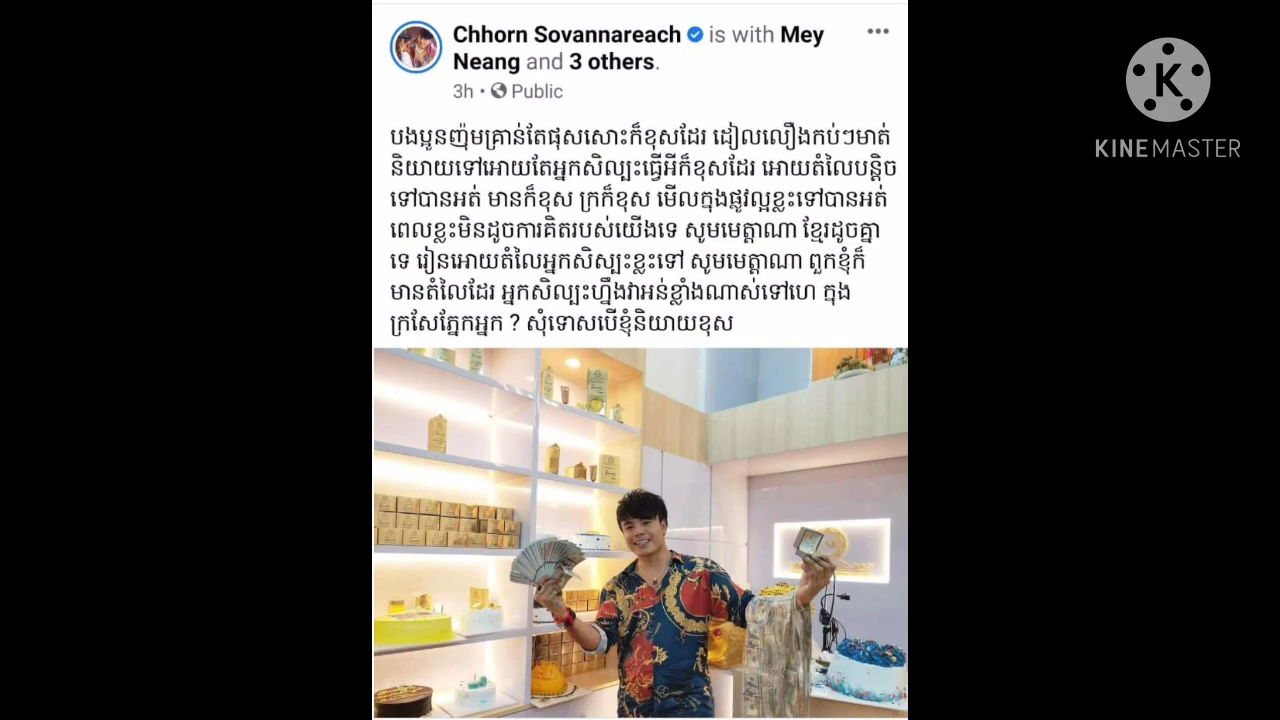 Chhorn Sovannareach is with Mey
Neang and 3 others.
3h · Public
បងប្អូនញ៉ុមគ្រាន់តែផុសសោះក៏ខុសដែរ ដៀលលឿងកប់ៗមាត់
និយាយទៅអោយតែអ្នកសិល្បះធ្វើអីក៏ខុសដែរ អោយតំលៃបន្តិច
ទៅបានអត់ មានក៏ខុស ក្រក៏ខុស មើលក្នុងផ្លូវល្អខ្លះទៅបានអត់
ពេលខ្លះមិនដូចការគិតរបស់យើងទេ សូមមេត្តាណា ខ្មែរដូចគ្នា
ទេ រៀនអោយតំលៃអ្នកសិស្បះខ្លះទៅ សូមមេត្តាណា ពួកខ្ញុំក៏
មានតំលៃដែរ អ្នកសិល្បះហ្នឹងវាអន់ខ្លាំងណាស់ទៅហេ ក្នុង
ក្រសែភ្នែកអ្នក ? សុំទោសបើខ្ញុំនិយាយខុស
K
KINEMASTER